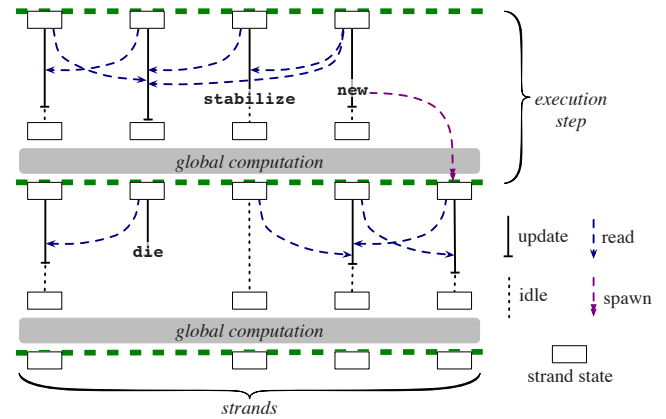 stabilize
new
execution
step
global computation
die
update
read
idle
spawn
global computation
strand state
strands